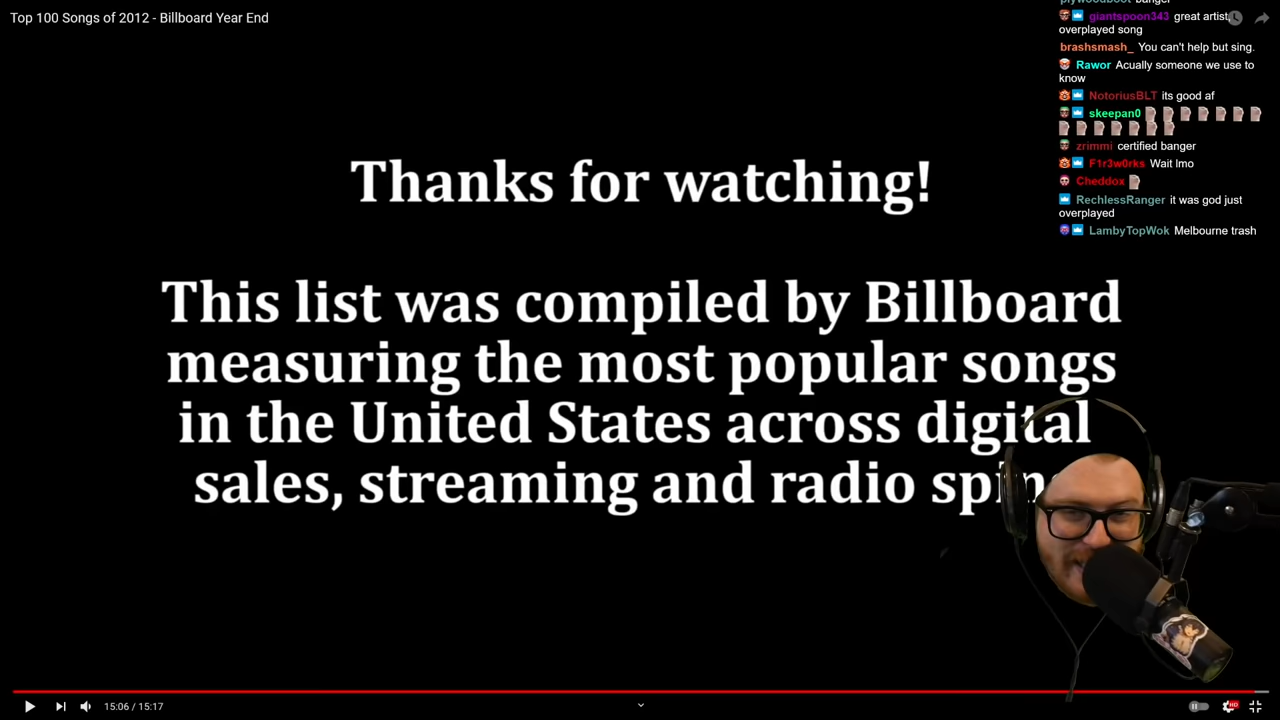 Top 100 Songs of 2012 - Billboard Year End
Thanks for watching!
This list was compiled by Billboard
measuring the most popular songs
in the United States across digital
sales, streaming and radio
giantspoon343 great artist,
overplayed song
brashsmash_ You can't help but sing.
Rawor Acually someone we use to
know
NotoriusBLT its good af
skeepan0
zrimmi certified banger
F1r3w0rks Wait lmo
Cheddox
RechlessRanger it was god just
overplayed
LambyTopWok Melbourne trash
15:06 / 15:17
HD